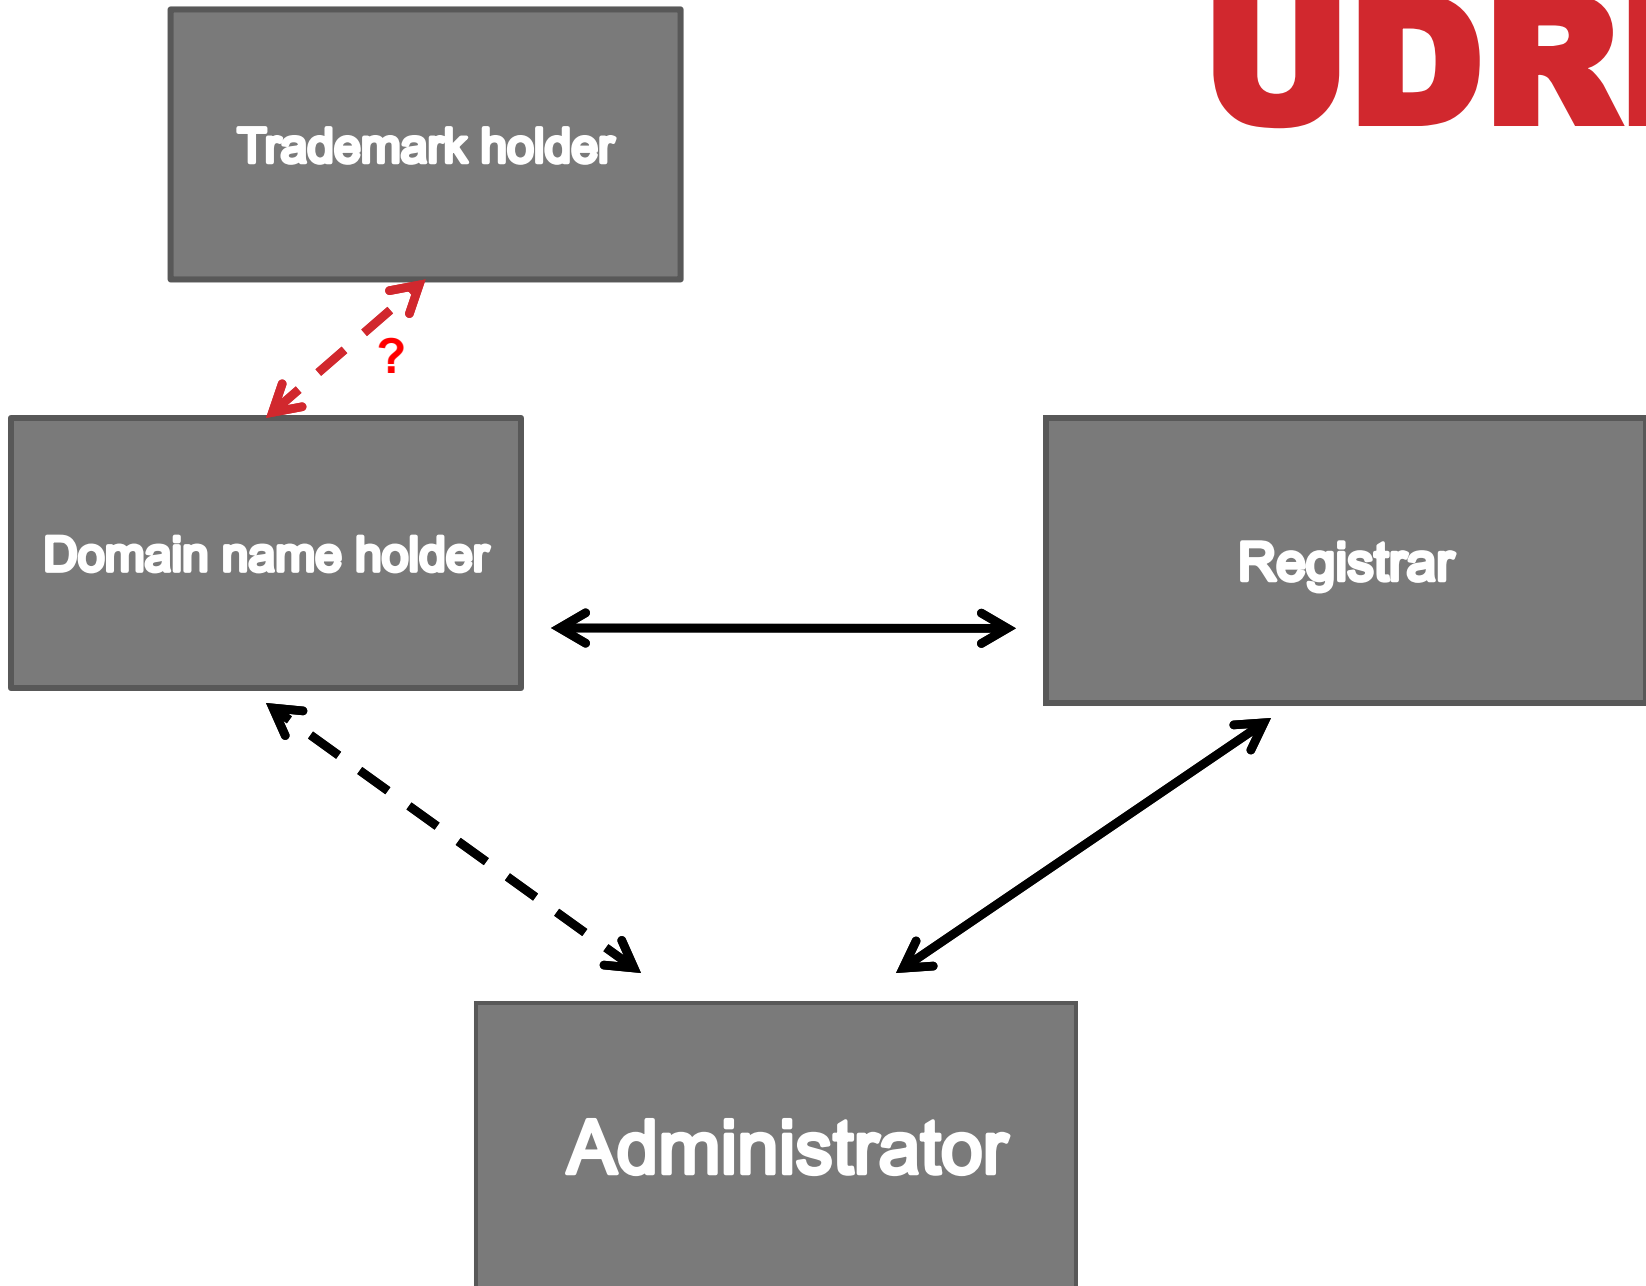 UDR
Trademark holder
?
Domain name holder
Registrar
Administrator